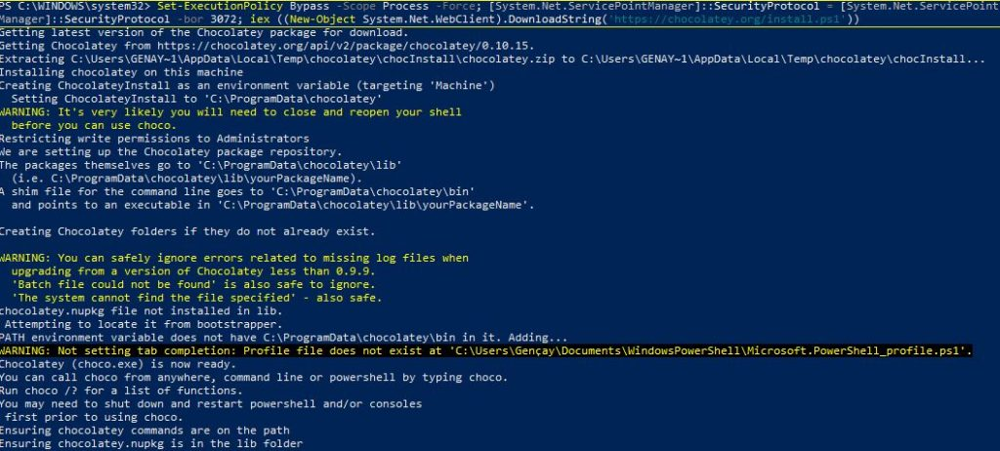 PS C:\WINDOWS\system32> Set-ExecutionPolicy Bypass -Scope Process -Force; [System.Net.ServicePointManager]::SecurityProtocol = [System.Net.ServicePoint
Manager]::SecurityProtocol -bor 3072; iex ((New-Object System.Net.WebClient).DownloadString('https://chocolatey.org/install.ps1'))
Getting latest version of the Chocolatey package for download.
Getting Chocolatey from https://chocolatey.org/api/v2/package/chocolatey/0.10.15.
Extracting C:\Users\GENAY~1\AppData\Local\Temp\chocolatey\chocInstall\chocolatey.zip to C:\Users\GENAY~1\AppData\Local\Temp\chocolatey\chocInstall...
Installing chocolatey on this machine
Creating ChocolateyInstall as an environment variable (targeting 'Machine')
  Setting ChocolateyInstall to 'C:\ProgramData\chocolatey'
WARNING: It's very likely you will need to close and reopen your shell
  before you can use choco.
Restricting write permissions to Administrators
We are setting up the Chocolatey package repository.
The packages themselves go to 'C:\ProgramData\chocolatey\lib'
  (i.e. C:\ProgramData\chocolatey\lib\yourPackageName).
A shim file for the command line goes to 'C:\ProgramData\chocolatey\bin'
  and points to an executable in 'C:\ProgramData\chocolatey\lib\yourPackageName'.
Creating Chocolatey folders if they do not already exist.
WARNING: You can safely ignore errors related to missing log files when
  upgrading from a version of Chocolatey less than 0.9.9.
  'Batch file could not be found' is also safe to ignore.
  'The system cannot find the file specified' - also safe.
chocolatey.nupkg file not installed in lib.
 Attempting to locate it from bootstrapper.
PATH environment variable does not have C:\ProgramData\chocolatey\bin in it. Adding...
WARNING: Not setting tab completion: Profile file does not exist at 'C:\Users\Gençay\Documents\WindowsPowerShell\Microsoft.PowerShell_profile.ps1'.
Chocolatey (choco.exe) is now ready.
You can call choco from anywhere, command line or powershell by typing choco.
Run choco /? for a list of functions.
You may need to shut down and restart powershell and/or consoles
 first prior to using choco.
Ensuring chocolatey commands are on the path
Ensuring chocolatey.nupkg is in the lib folder